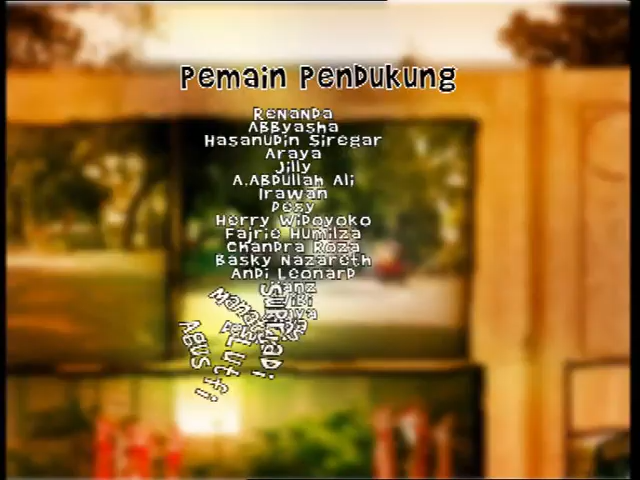 Pemain Pendukung
Renanda
Abbyasha
Hasanudin Siregar
Araya
Jilly
A.Abdullah Ali
Irawan
Desy
Herry Widoyoko
Fajrie Humilza
Chandra Roza
Basky Nazareth
Andi Leonard